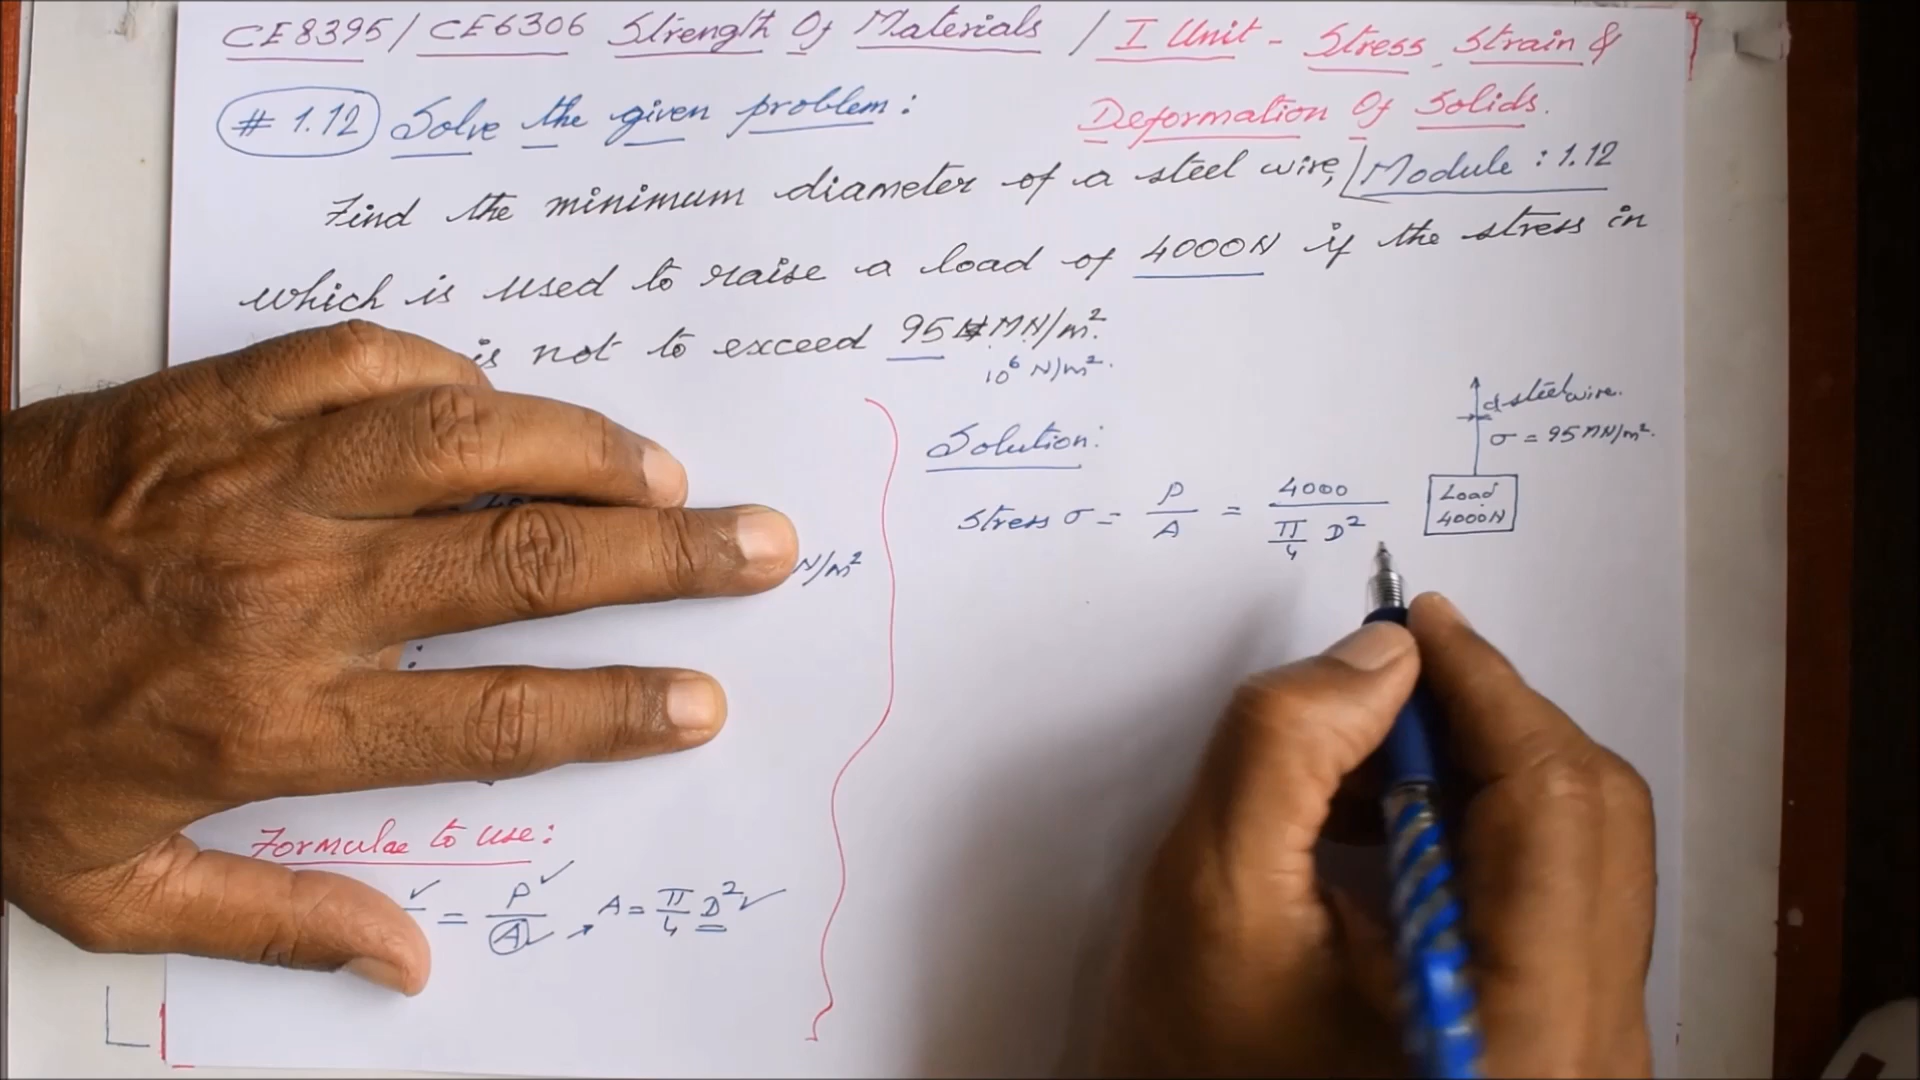 CE8395/CE6306 Strength Of Materials / I Unit - Stress, Strain &
Deformation Of Solids.
# 1.12 Solve the given problem:
Module : 1.12
Find the minimum diameter of a steel wire,
which is used to raise a load of 4000N if the stress in
is not to exceed 95 MN/m².
10⁶ N/m².
N/m²
Formulae to use:
= P/A → A = π/4 D²
Solution:
Stress σ = P/A = 4000 / (π/4 D²)
d steel wire.
σ = 95 MN/m².
Load
4000N